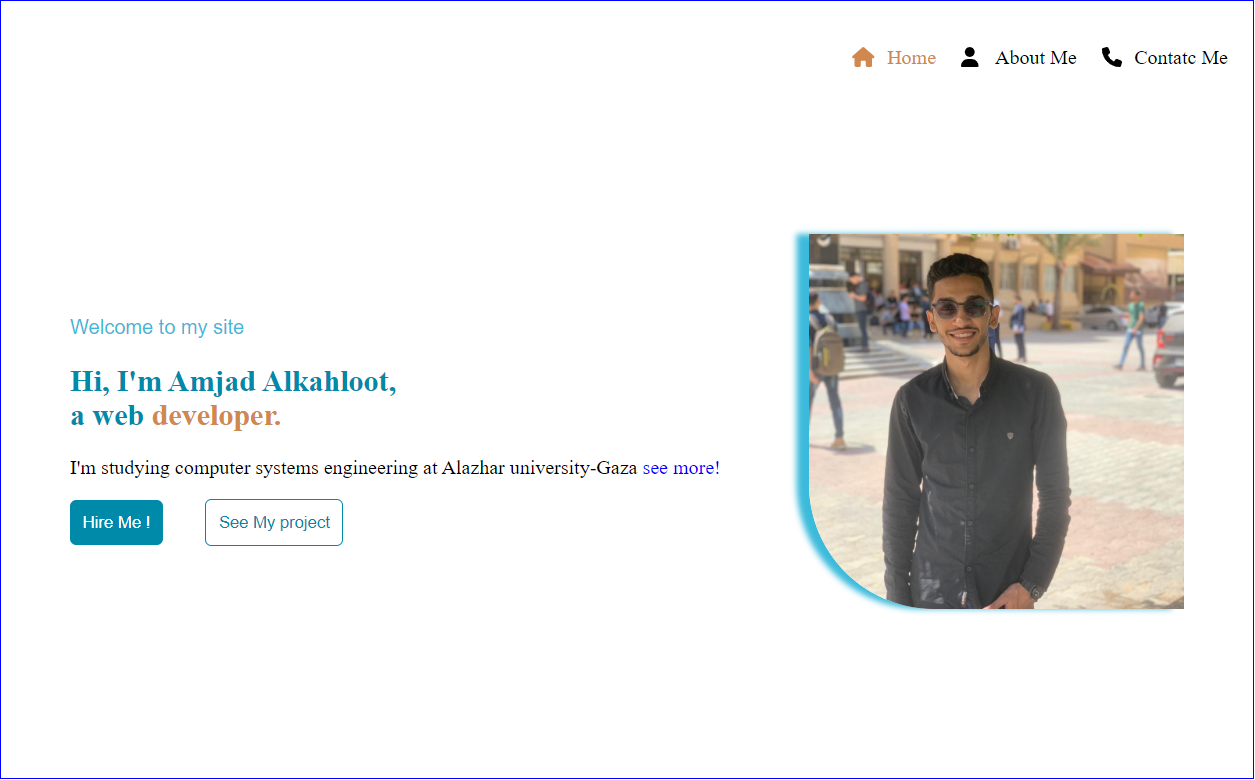 Home About Me Contatc Me
Welcome to my site
Hi, I'm Amjad Alkahloot,
a web developer.
I'm studying computer systems engineering at Alazhar university-Gaza see more!
Hire Me ! See My project